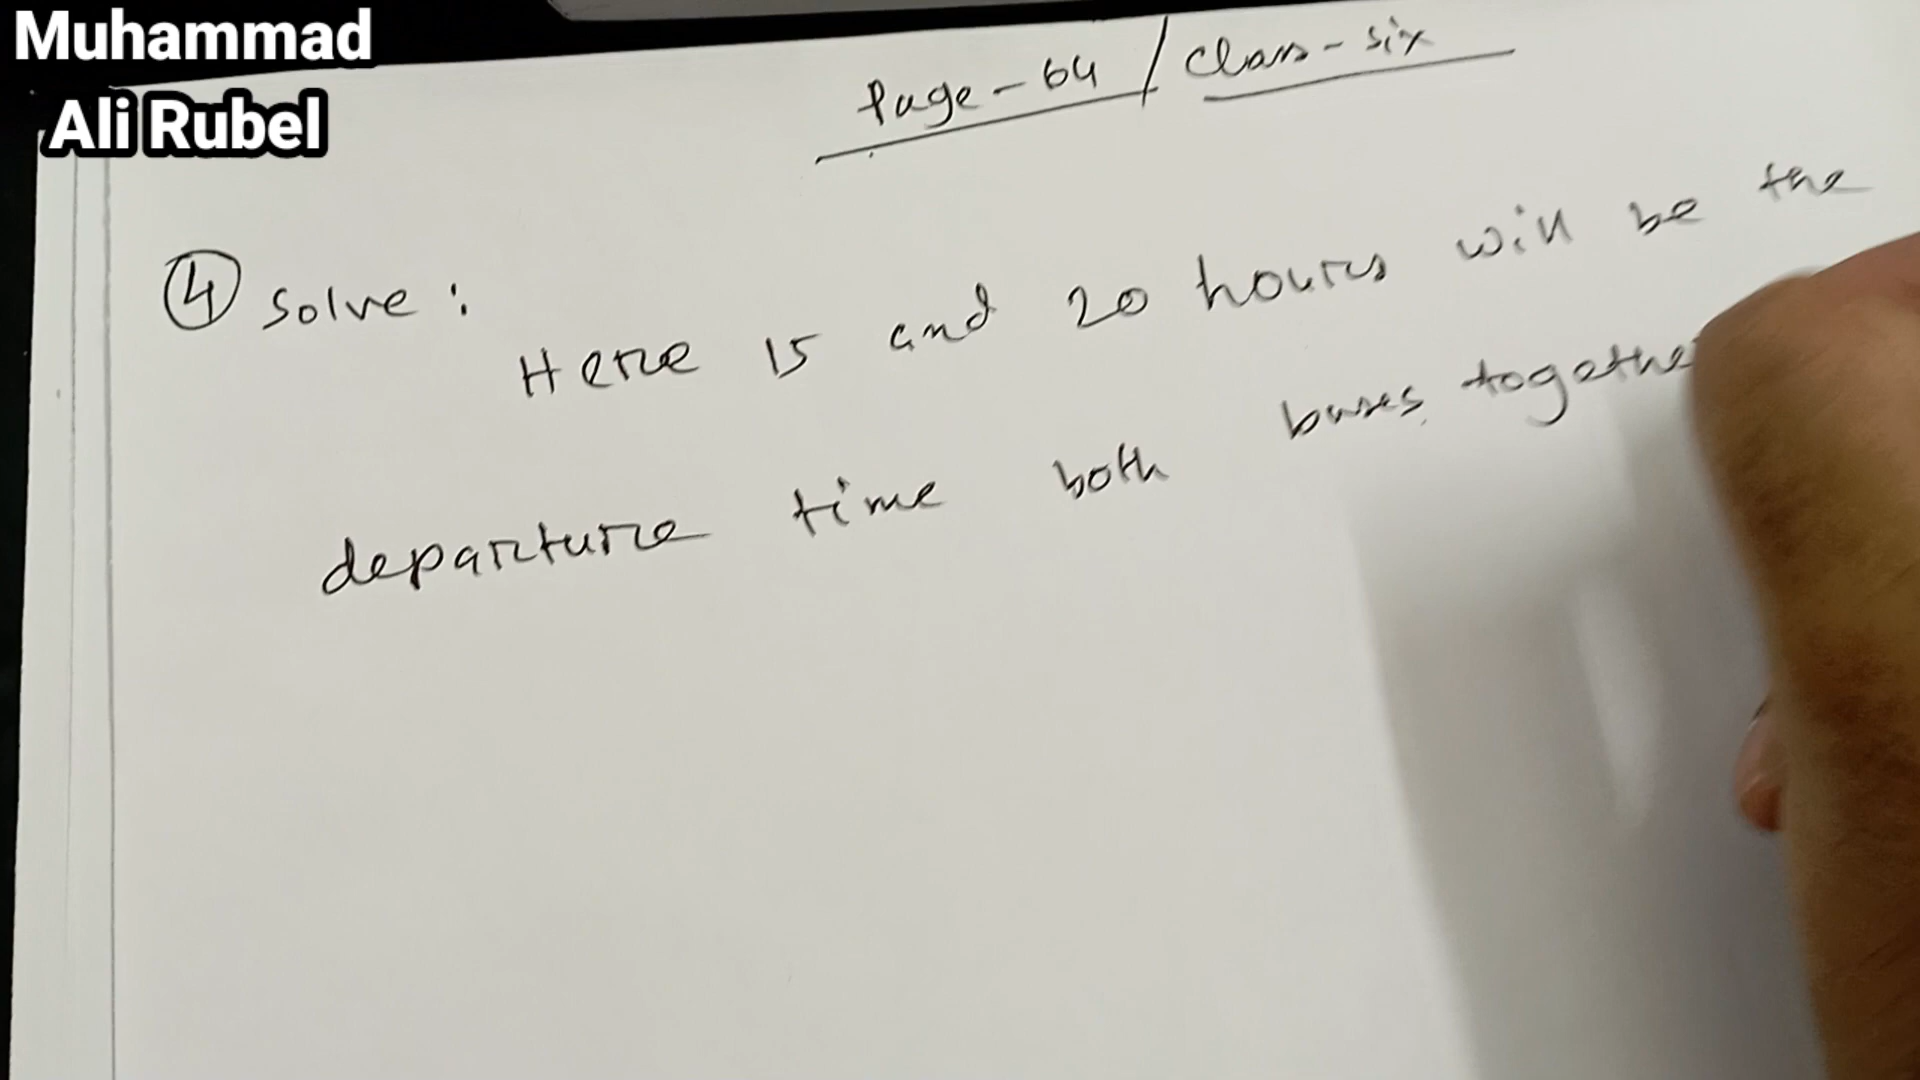 Muhammad
Ali Rubel
Page-64 / Class-six
④ Solve :
Here 15 and 20 hours will be the
departure time both buses together